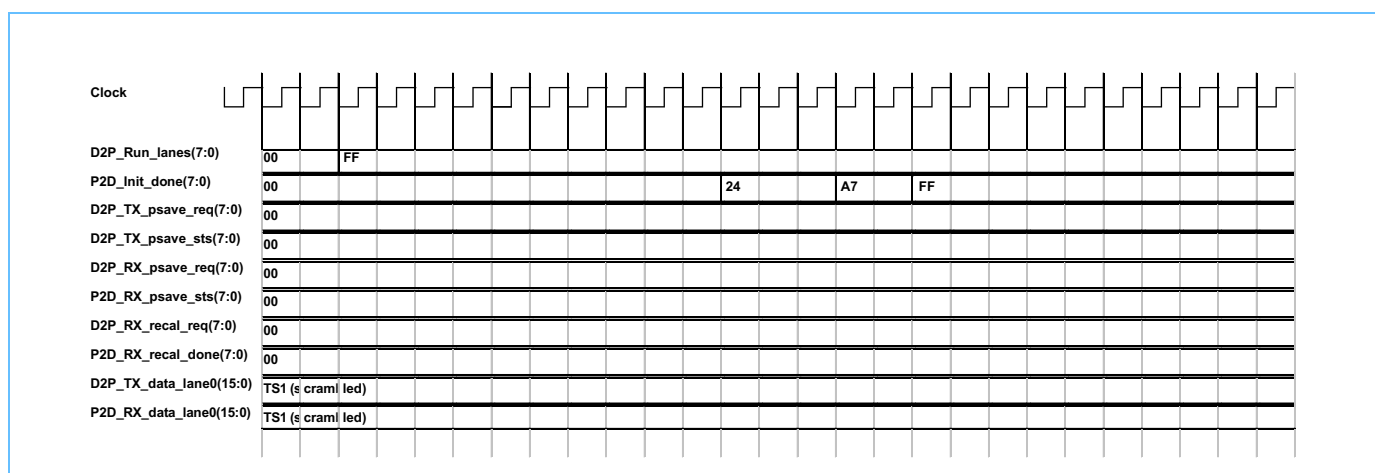 Clock
D2P_Run_lanes(7:0) 00 FF
P2D_Init_done(7:0) 00 24 A7 FF
D2P_TX_psave_req(7:0) 00
D2P_TX_psave_sts(7:0) 00
D2P_RX_psave_req(7:0) 00
P2D_RX_psave_sts(7:0) 00
D2P_RX_recal_req(7:0) 00
P2D_RX_recal_done(7:0) 00
D2P_TX_data_lane0(15:0) TS1 (scrambled)
P2D_RX_data_lane0(15:0) TS1 (scrambled)